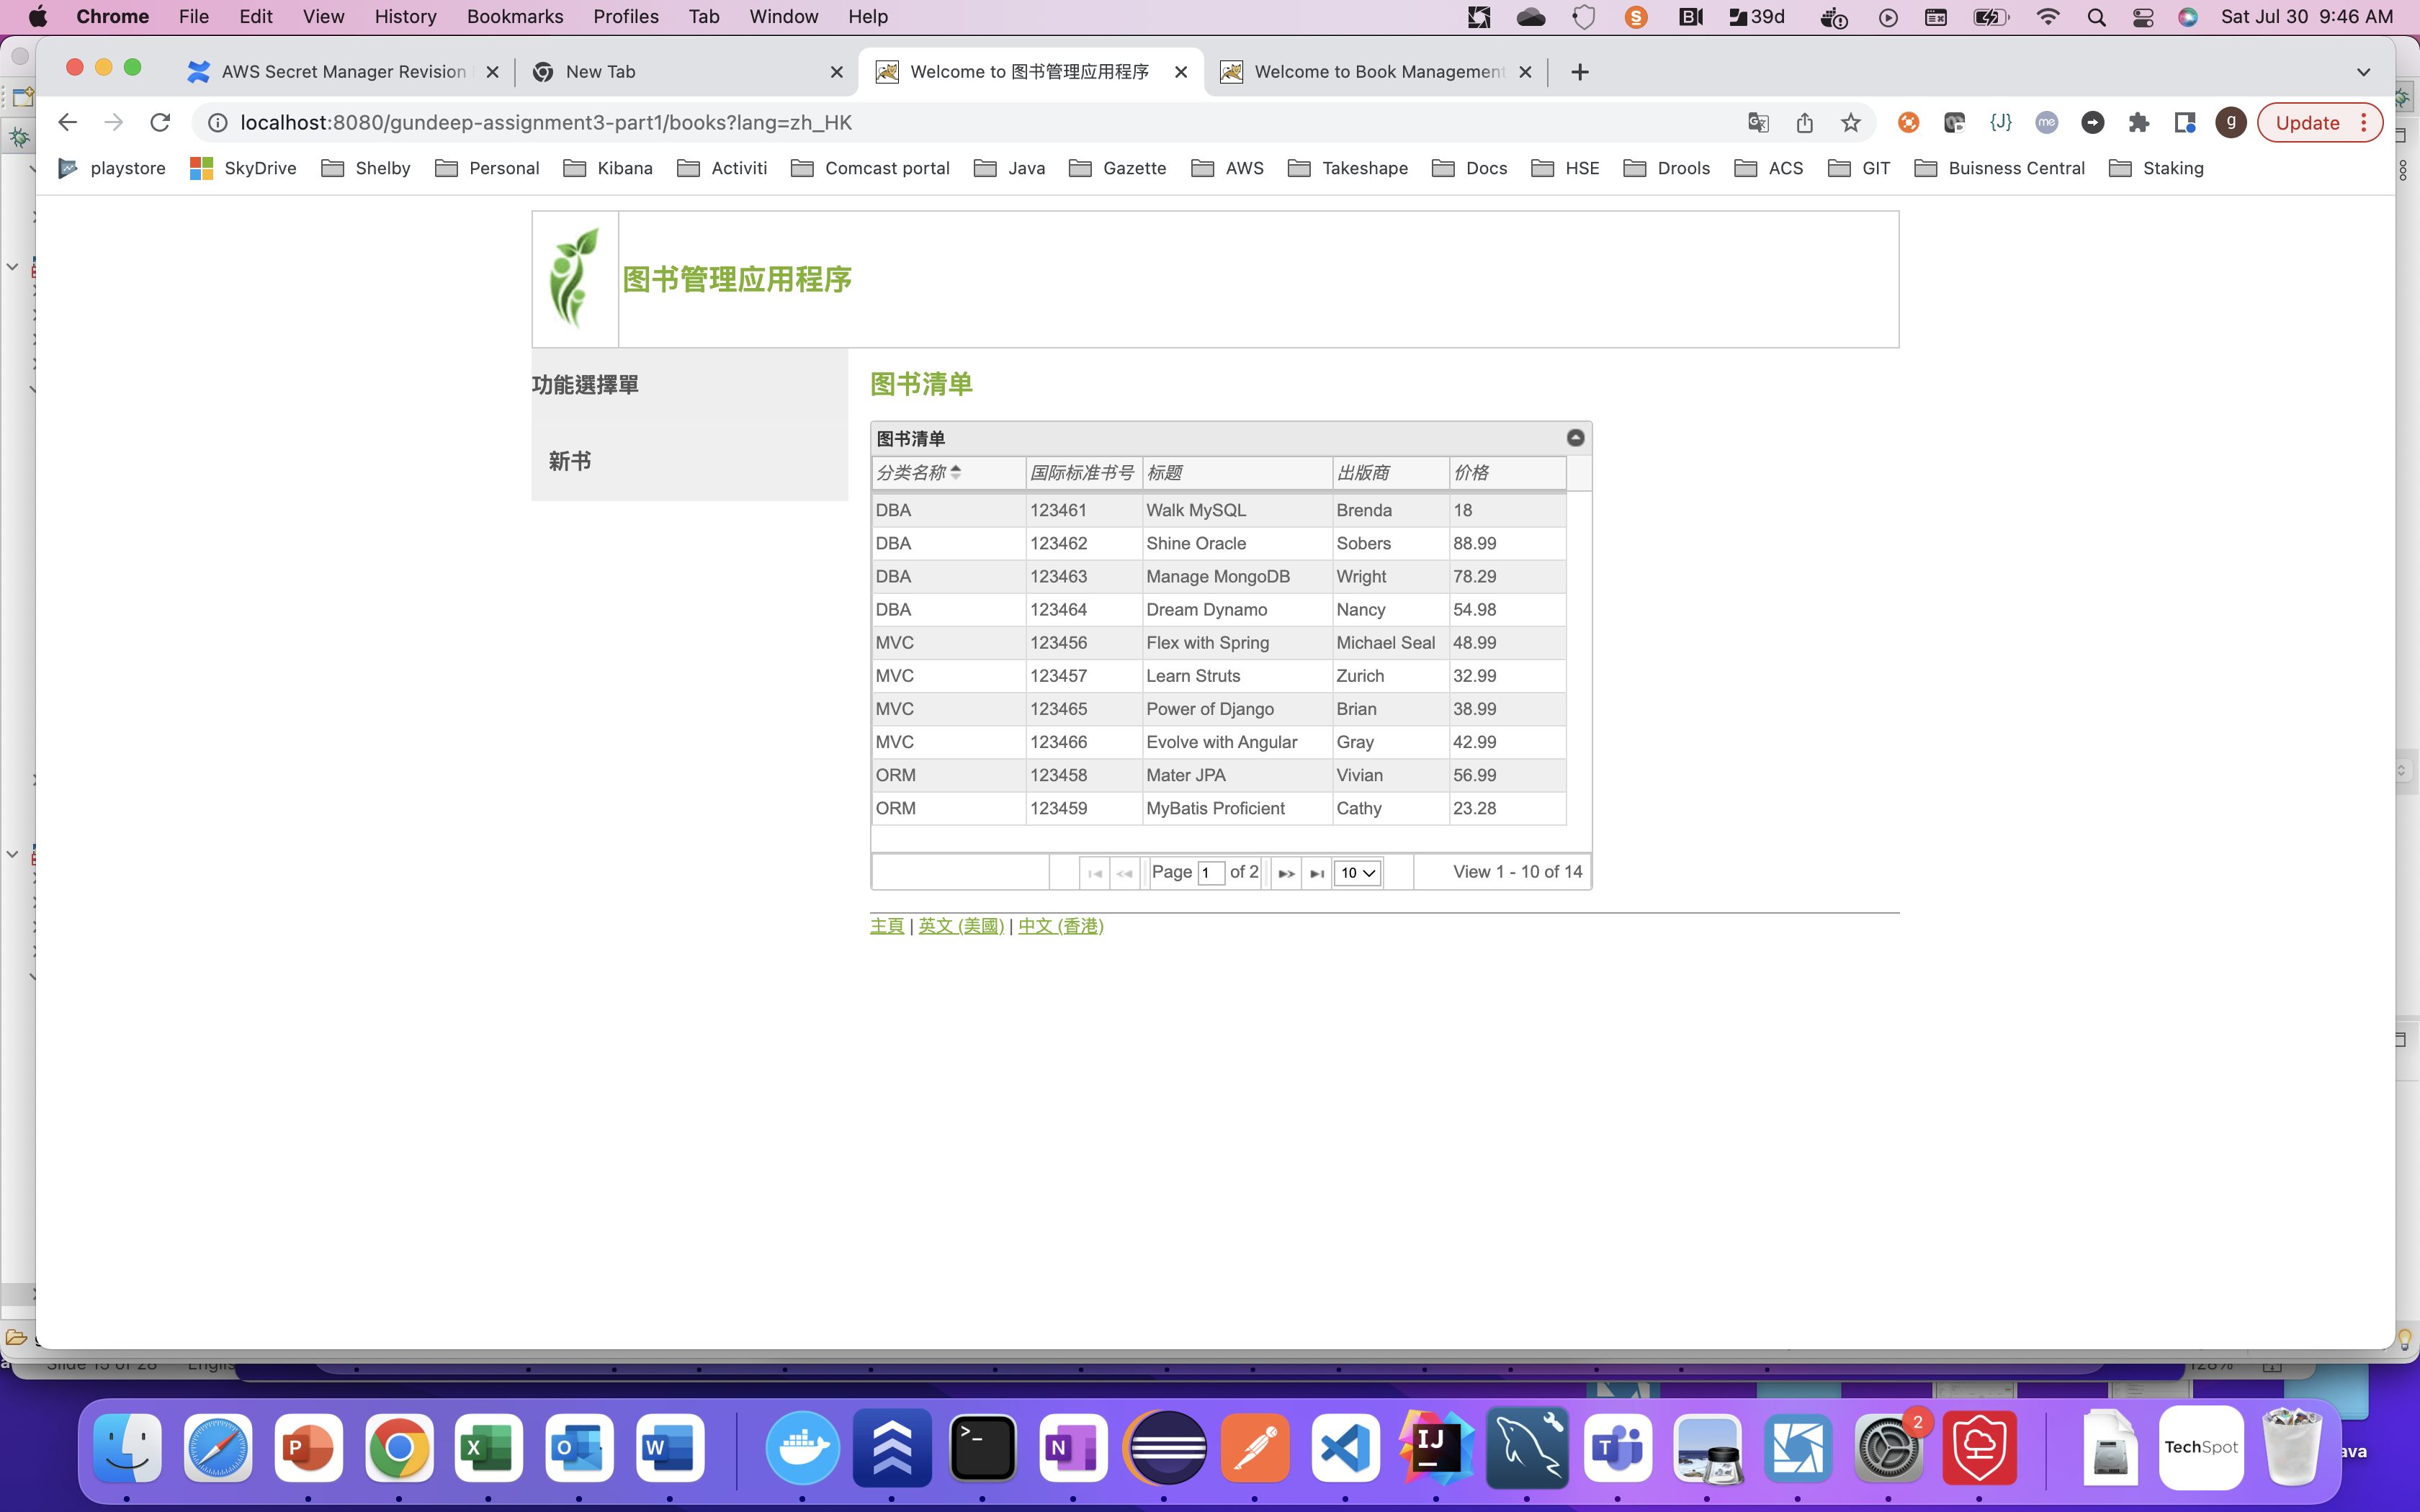 Chrome File Edit View History Bookmarks Profiles Tab Window Help 39d Sat Jul 30 9:46 AM
AWS Secret Manager Revision New Tab Welcome to 图书管理应用程序 Welcome to Book Management
localhost:8080/gundeep-assignment3-part1/books?lang=zh_HK {J} me g Update
playstore SkyDrive Shelby Personal Kibana Activiti Comcast portal Java Gazette AWS Takeshape Docs HSE Drools ACS GIT Buisness Central Staking
图书管理应用程序
功能選擇單
新书
图书清单
图书清单
分类名称 国际标准书号 标题 出版商 价格
DBA 123461 Walk MySQL Brenda 18
DBA 123462 Shine Oracle Sobers 88.99
DBA 123463 Manage MongoDB Wright 78.29
DBA 123464 Dream Dynamo Nancy 54.98
MVC 123456 Flex with Spring Michael Seal 48.99
MVC 123457 Learn Struts Zurich 32.99
MVC 123465 Power of Django Brian 38.99
MVC 123466 Evolve with Angular Gray 42.99
ORM 123458 Mater JPA Vivian 56.99
ORM 123459 MyBatis Proficient Cathy 23.28
Page 1 of 2 10 View 1 - 10 of 14
主頁 | 英文 (美國) | 中文 (香港)
Slide 15 of 28 English 128%
2
TechSpot